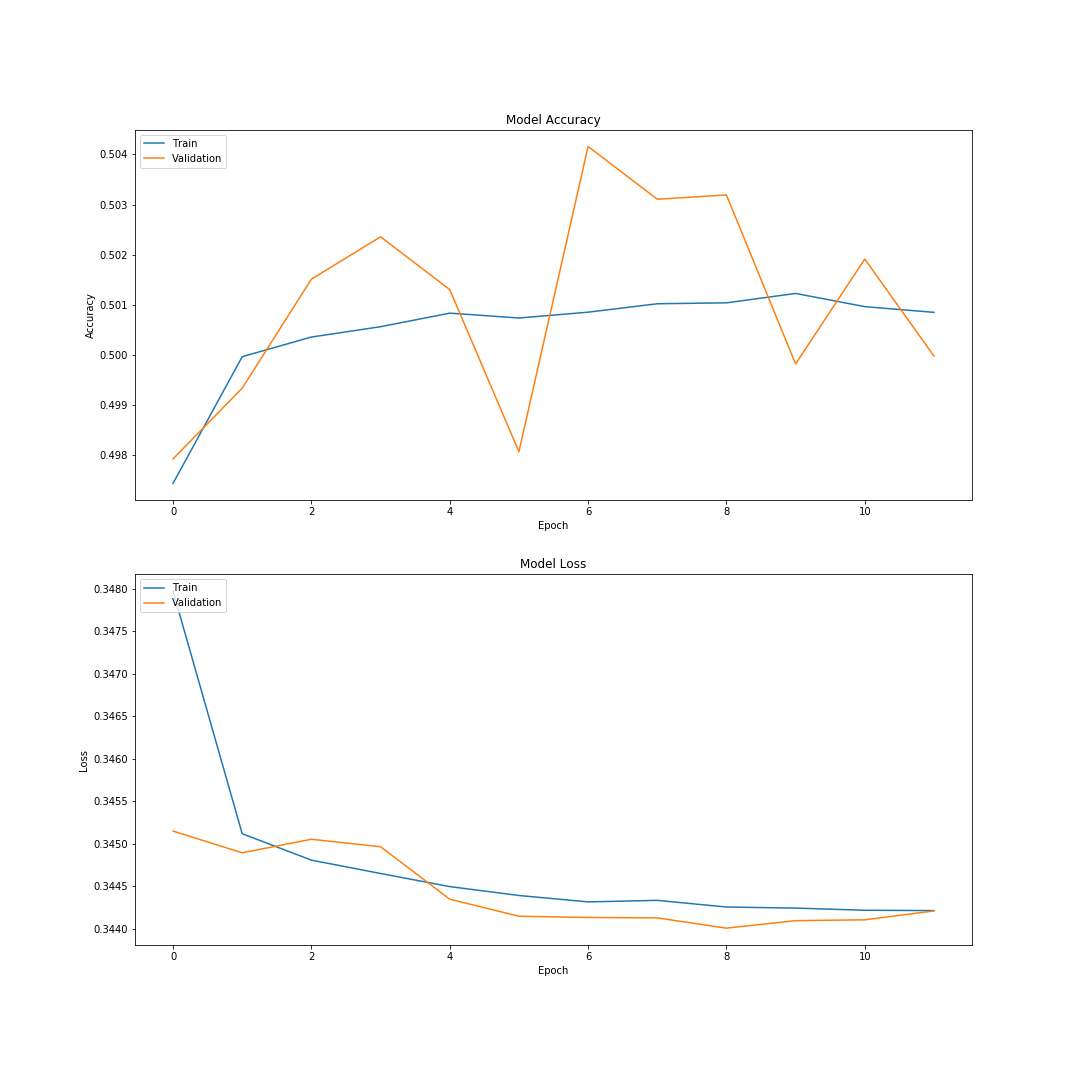 Model Accuracy
Train
Validation
0.504
0.503
0.502
0.501
0.500
0.499
0.498
Accuracy
0 2 4 6 8 10
Epoch
Model Loss
Train
Validation
0.3480
0.3475
0.3470
0.3465
0.3460
0.3455
0.3450
0.3445
0.3440
Loss
0 2 4 6 8 10
Epoch